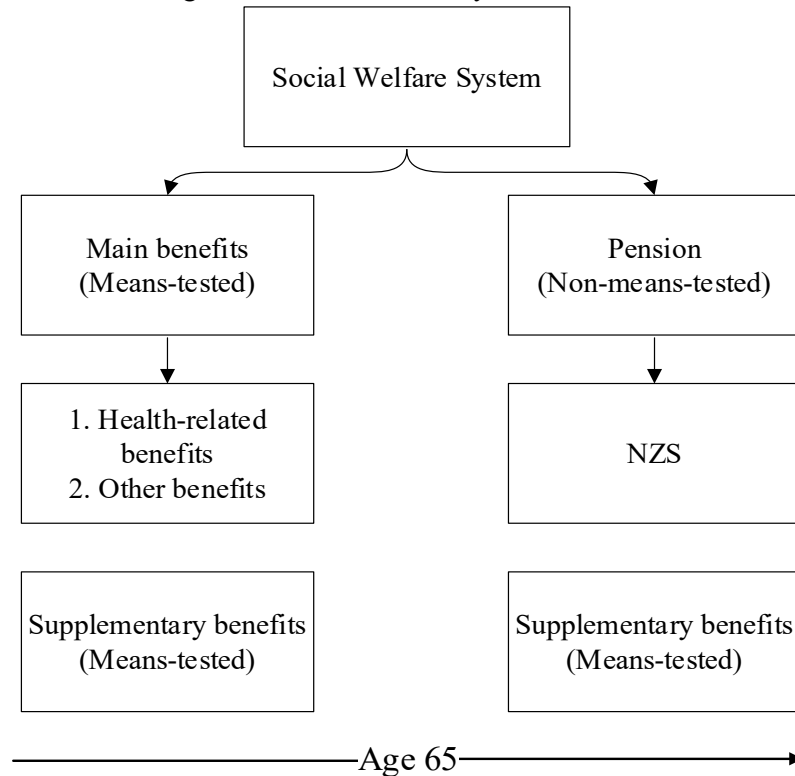 Social Welfare System
Main benefits
(Means-tested)
Pension
(Non-means-tested)
1. Health-related
benefits
2. Other benefits
NZS
Supplementary benefits
(Means-tested)
Supplementary benefits
(Means-tested)
Age 65